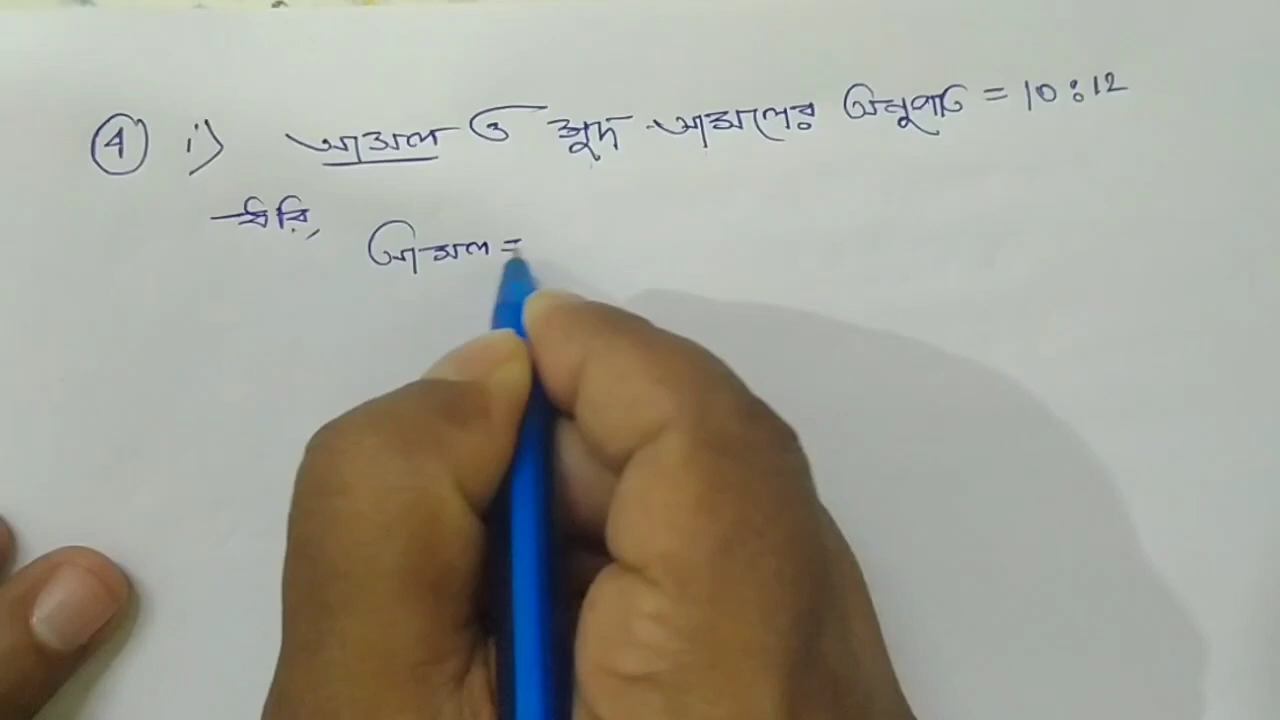 ④ i) আসল ও সুদ-আসলের অনুপাত = 10:12
ধরি,
আসল =